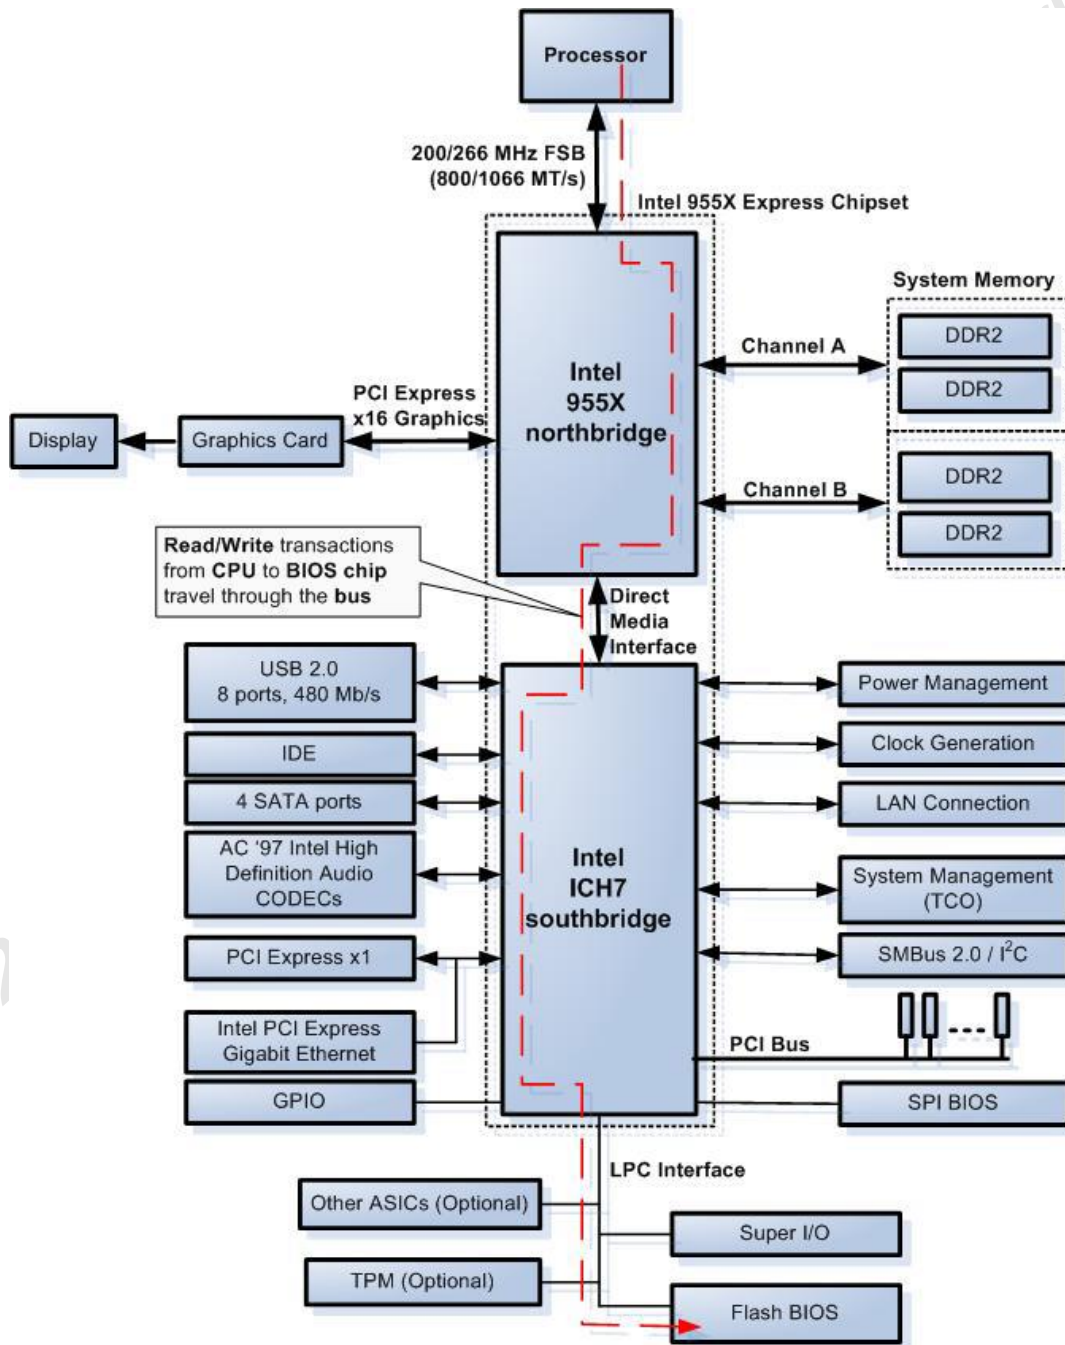 Processor
200/266 MHz FSB
(800/1066 MT/s)
Intel 955X Express Chipset
System Memory
DDR2
Channel A
DDR2
Intel
955X
northbridge
PCI Express
x16 Graphics
Display
Graphics Card
DDR2
Channel B
DDR2
Read/Write transactions
from CPU to BIOS chip
travel through the bus
Direct
Media
Interface
USB 2.0
8 ports, 480 Mb/s
Power Management
IDE
Clock Generation
4 SATA ports
LAN Connection
AC '97 Intel High
Definition Audio
CODECs
Intel
ICH7
southbridge
System Management
(TCO)
PCI Express x1
SMBus 2.0 / I²C
Intel PCI Express
Gigabit Ethernet
PCI Bus
GPIO
SPI BIOS
LPC Interface
Other ASICs (Optional)
Super I/O
TPM (Optional)
Flash BIOS